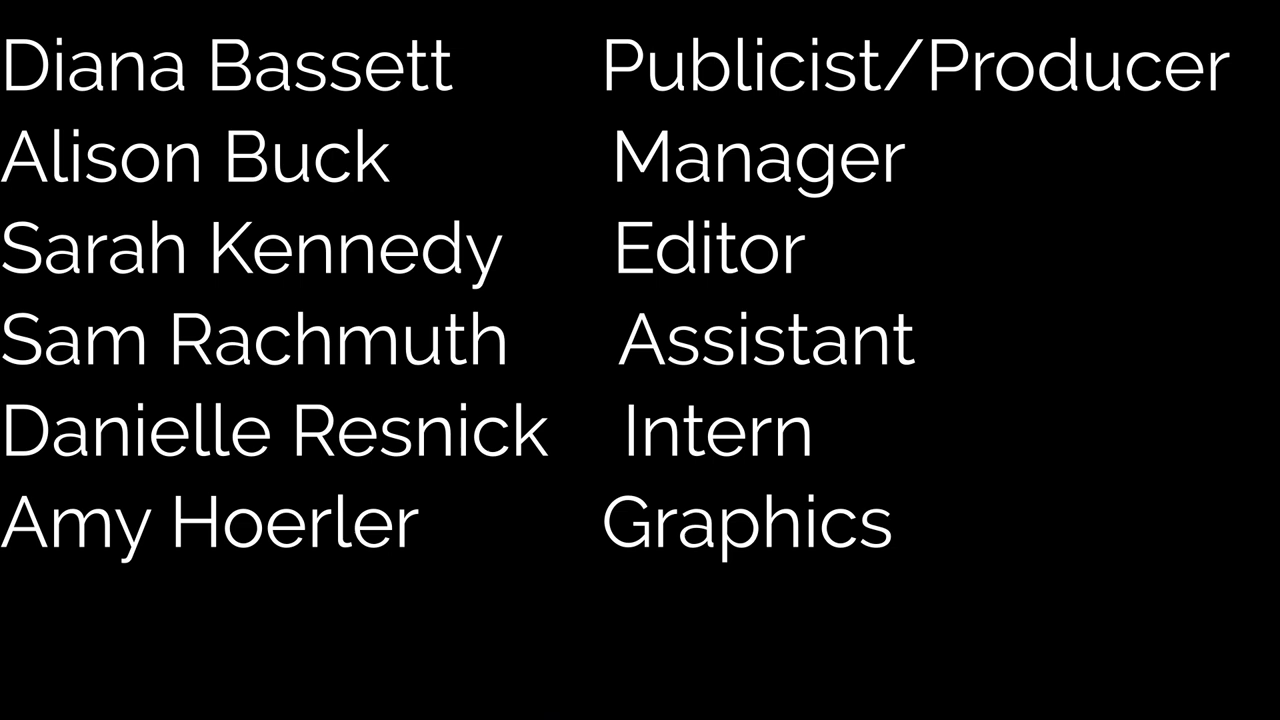 Diana Bassett Publicist/Producer
Alison Buck Manager
Sarah Kennedy Editor
Sam Rachmuth Assistant
Danielle Resnick Intern
Amy Hoerler Graphics